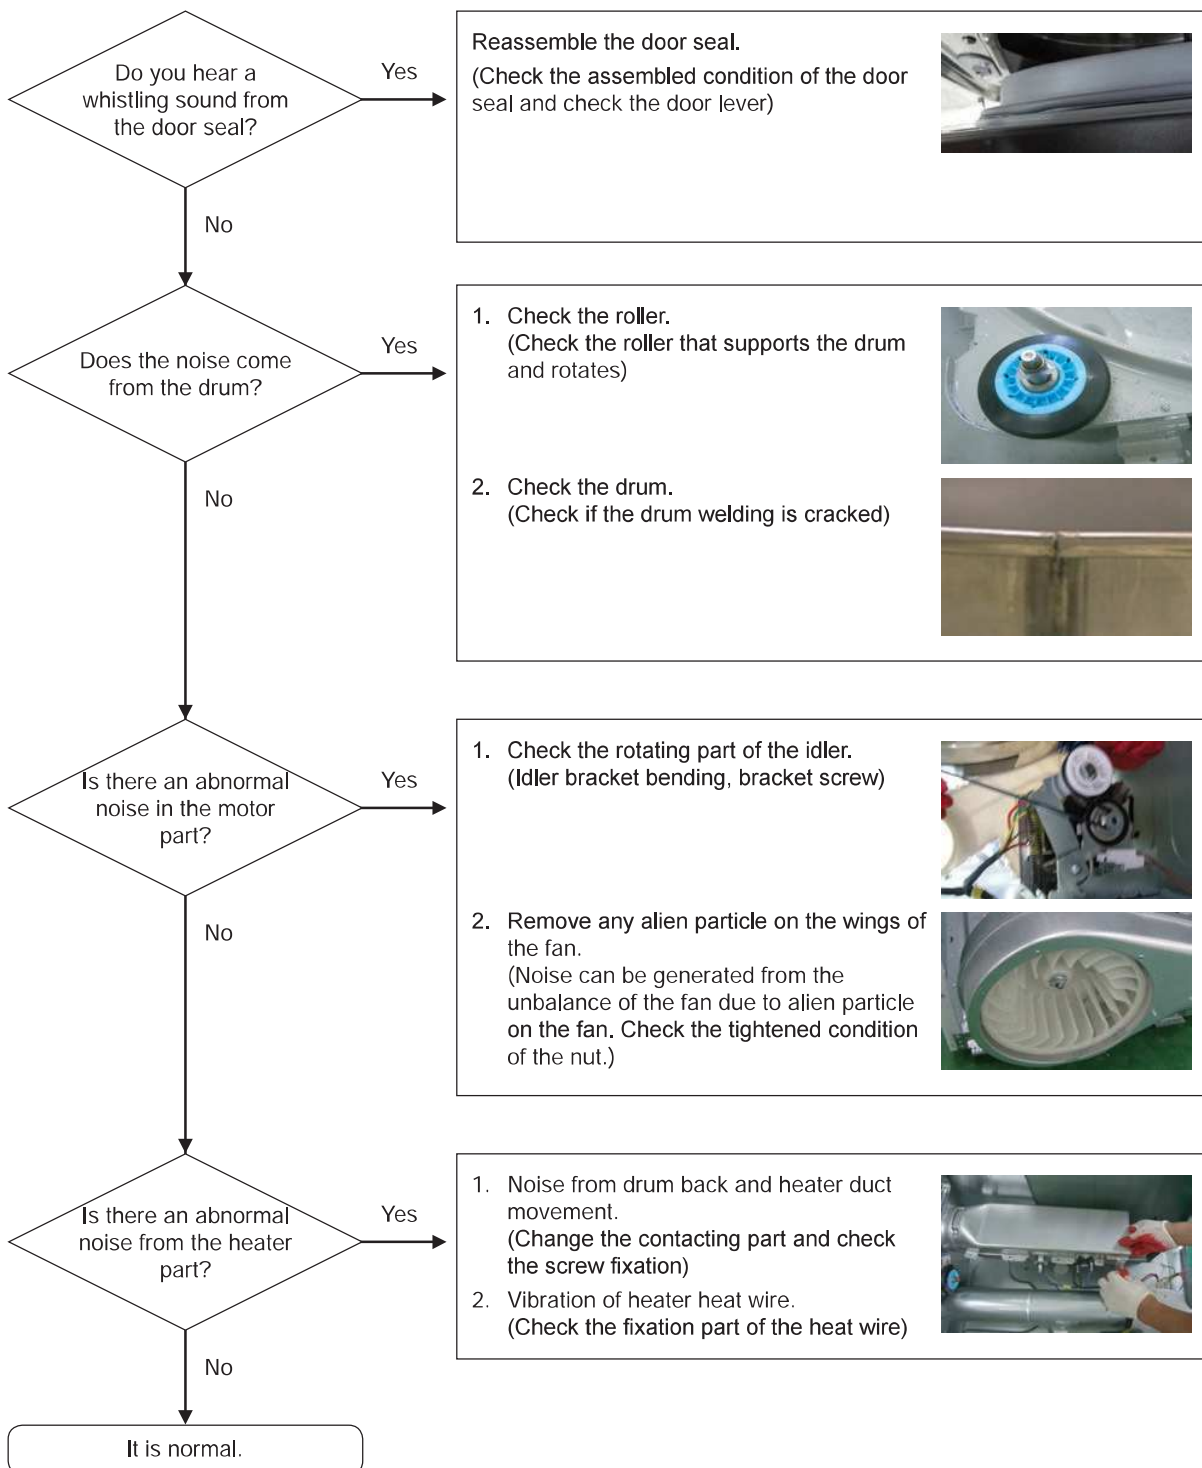 Do you hear a
whistling sound from
the door seal?
Yes
Reassemble the door seal.
(Check the assembled condition of the door
seal and check the door lever)
No
Does the noise come
from the drum?
Yes
1. Check the roller.
(Check the roller that supports the drum
and rotates)
2. Check the drum.
(Check if the drum welding is cracked)
No
Is there an abnormal
noise in the motor
part?
Yes
1. Check the rotating part of the idler.
(Idler bracket bending, bracket screw)
2. Remove any alien particle on the wings of
the fan.
(Noise can be generated from the
unbalance of the fan due to alien particle
on the fan. Check the tightened condition
of the nut.)
No
Is there an abnormal
noise from the heater
part?
Yes
1. Noise from drum back and heater duct
movement.
(Change the contacting part and check
the screw fixation)
2. Vibration of heater heat wire.
(Check the fixation part of the heat wire)
No
It is normal.